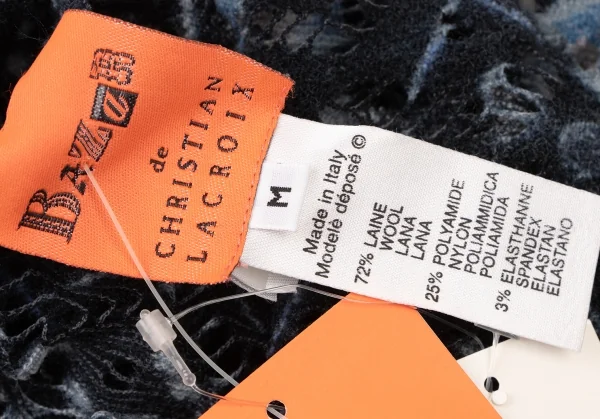 BAZAR
de
CHRISTIAN
LACROIX
M
Made in Italy
Modelé déposé ©
72% LAINE
WOOL
LANA
LANA
25% POLYAMIDE
NYLON
POLIAMMIDICA
POLIAMIDA
3% ELASTHANNE
SPANDEX
ELASTAN
ELASTANO